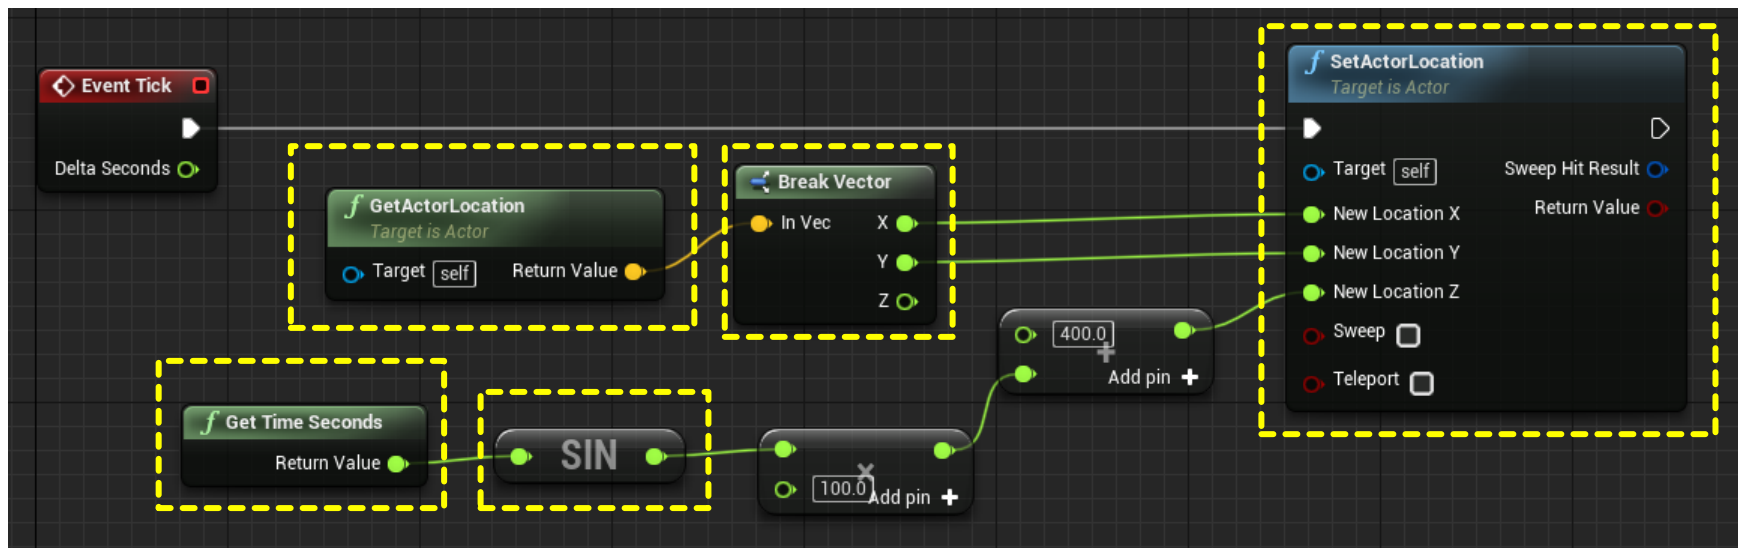 Event Tick
Delta Seconds
GetActorLocation
Target is Actor
Target self
Return Value
Break Vector
In Vec
X
Y
Z
SetActorLocation
Target is Actor
Target self
Sweep Hit Result
New Location X
Return Value
New Location Y
New Location Z
Sweep
Teleport
400.0
+
Add pin +
Get Time Seconds
Return Value
SIN
×
100.0
Add pin +